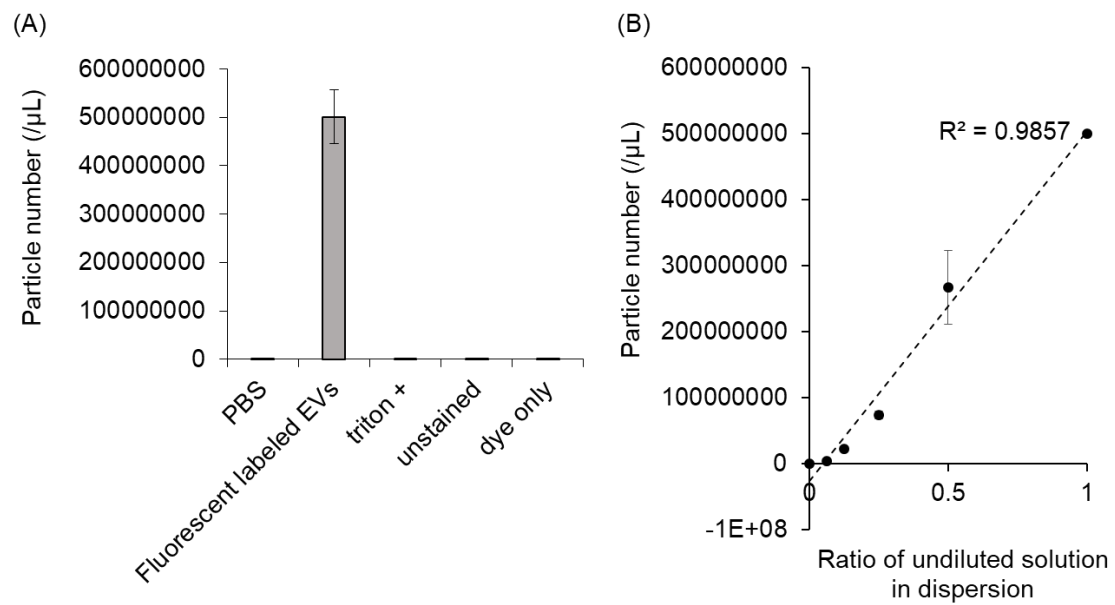 (A)
Particle number (/µL)
600000000
500000000
400000000
300000000
200000000
100000000
0
PBS
Fluorescent labeled EVs
triton +
unstained
dye only
(B)
Particle number (/µL)
600000000
500000000
400000000
300000000
200000000
100000000
0
-1E+08
R² = 0.9857
0
0.5
1
Ratio of undiluted solution
in dispersion